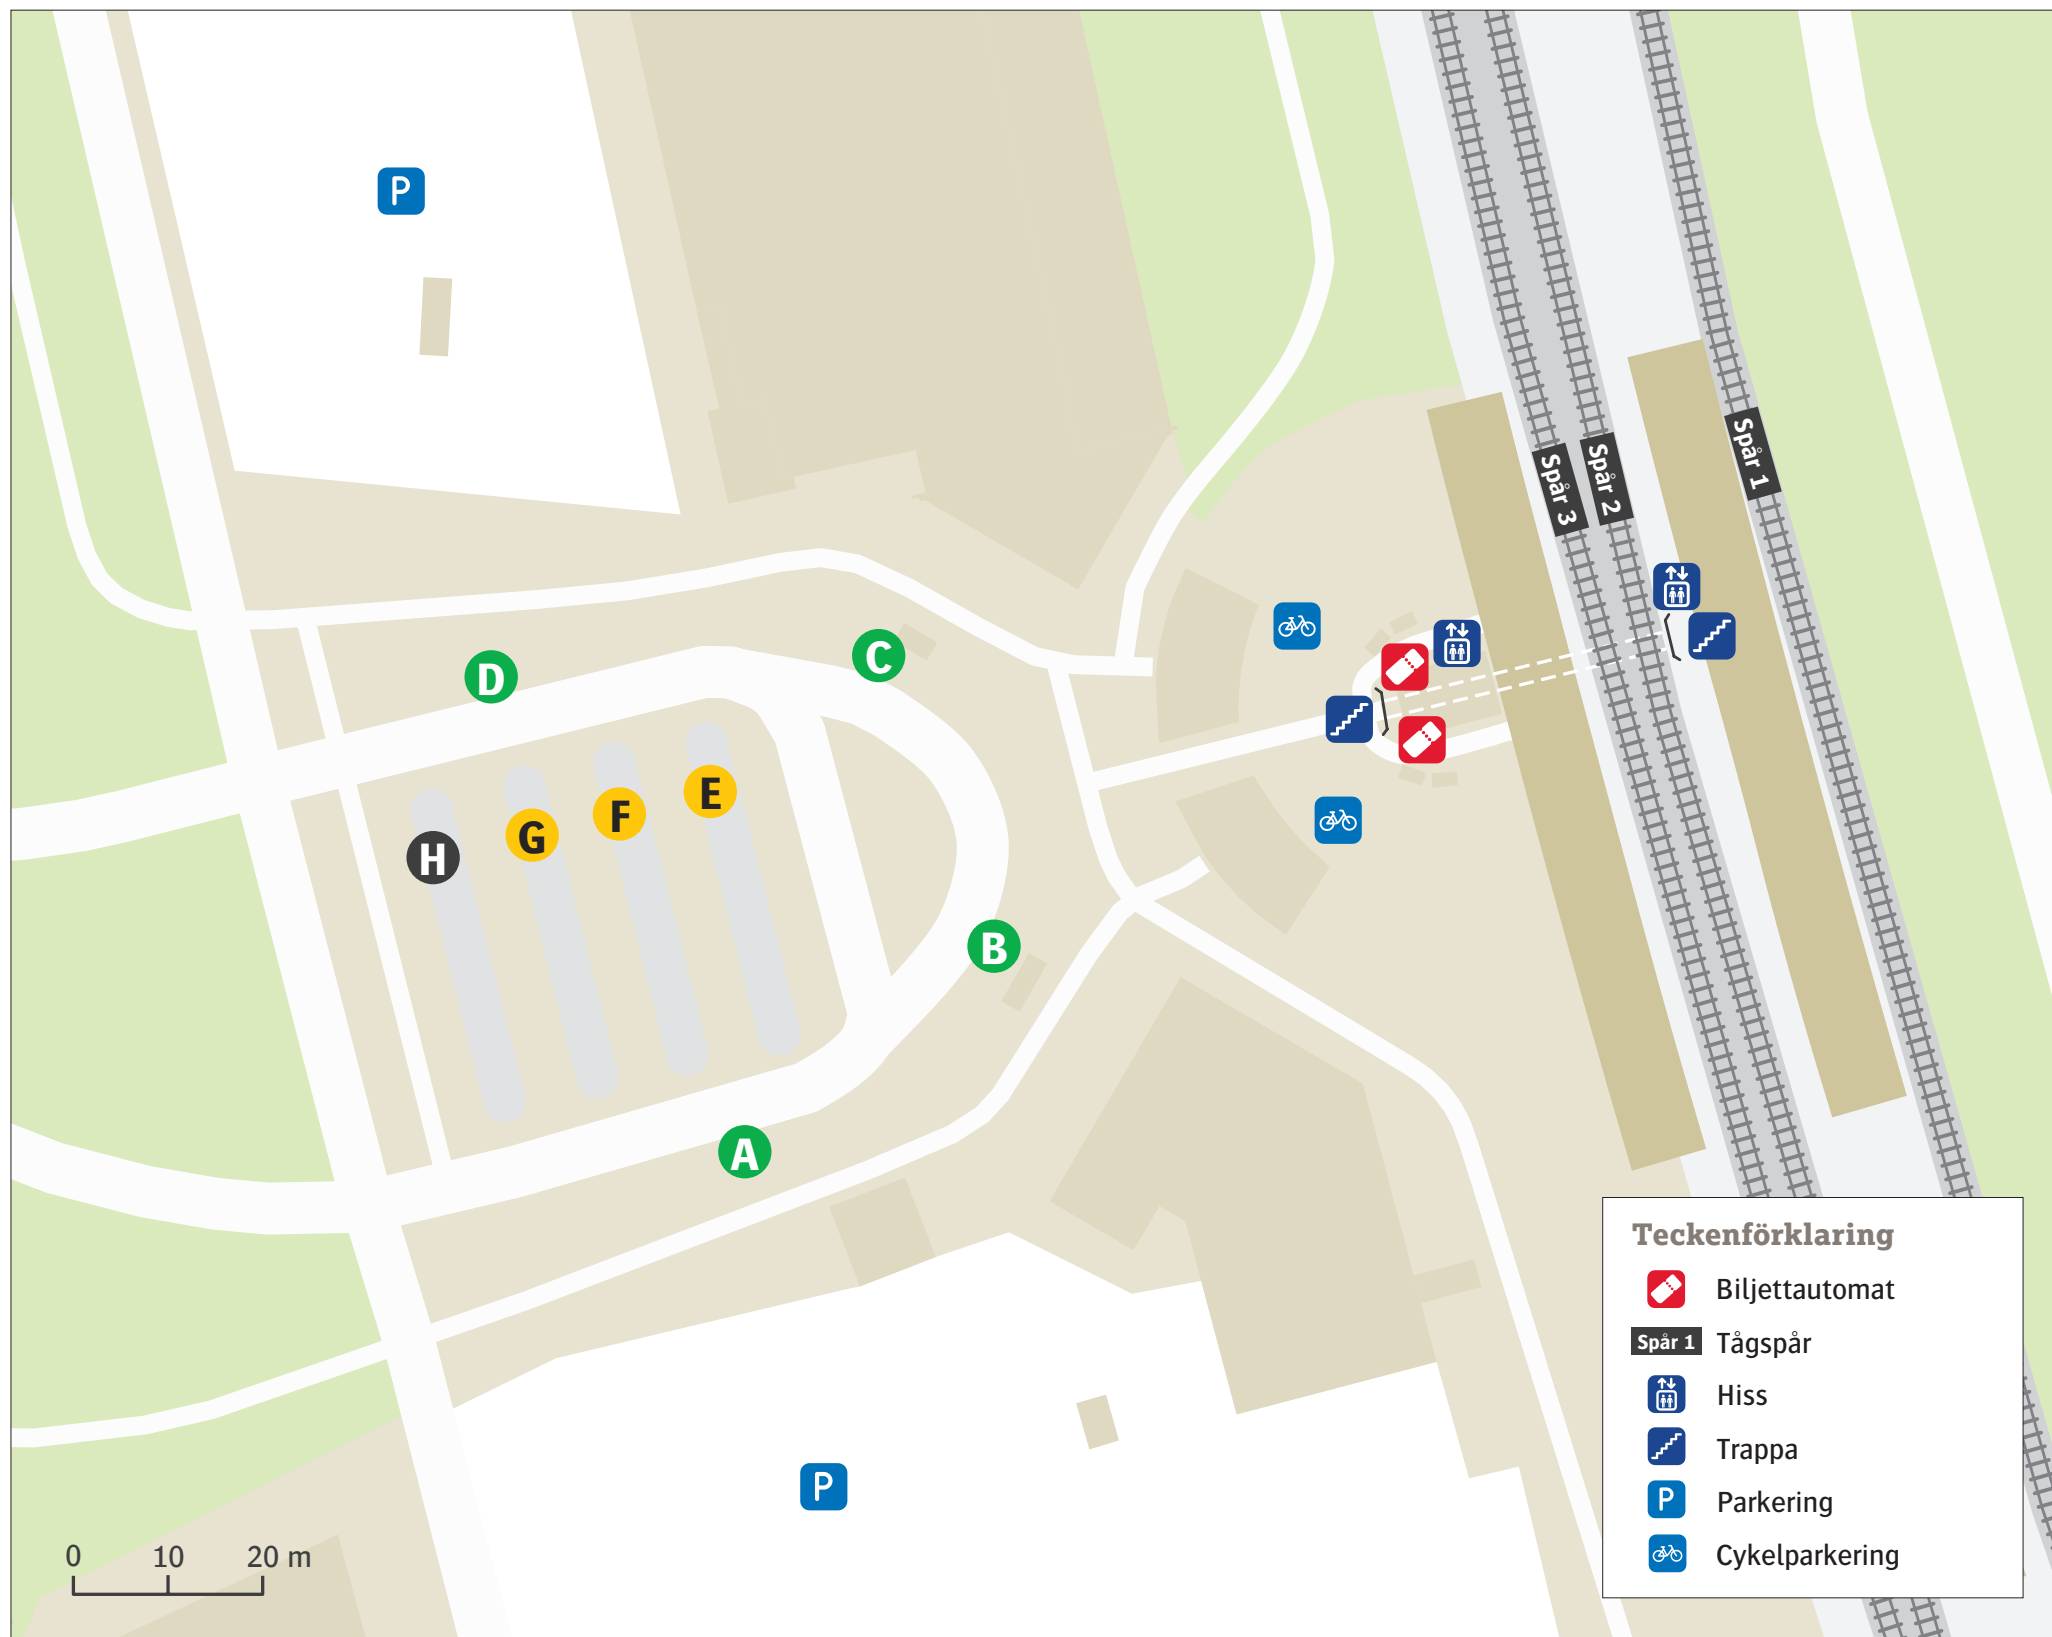 P
Spår 3
Spår 2
Spår 1
D
C
H
G
F
E
B
A
P
0 10 20 m
Teckenförklaring
Biljettautomat
Spår 1 Tågspår
Hiss
Trappa
P Parkering
Cykelparkering